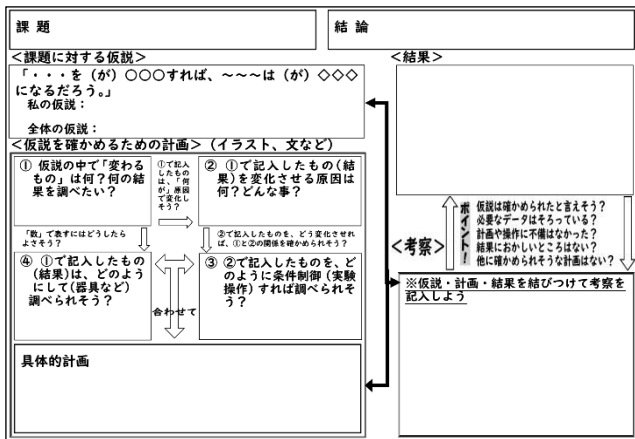 課 題
結 論
<課題に対する仮説>
「・・・を（が）○○○すれば、～～～は（が）◇◇◇
になるだろう。」
私の仮説：
全体の仮説：
<仮説を確かめるための計画>（イラスト、文など）
① 仮説の中で「変わる
もの」は何？何の
結果を調べたい？
①で記入
したもの
は、「何
が」原因
で変化し
そう？
② ①で記入したもの（結
果）を変化させる原因は
何？どんな事？
「数」で表すにはどうしたら
よさそう？
②で記入したものを、どう変化させれ
ば、①と②の関係を確かめられそう？
④ ①で記入したもの
（結果）は、どのよう
にして（器具など）
調べられそう？
③ ②で記入したものを、ど
のように条件制御（実験
操作）すれば調べられそ
う？
合わせて
具体的計画
<結果>
<考察>
ポイント！
仮説は確かめられたと言えそう？
必要なデータはそろっている？
計画や操作に不備はなかった？
結果におかしいところはない？
他に確かめられそうな計画はない？
※仮説・計画・結果を結びつけて考察を
記入しよう